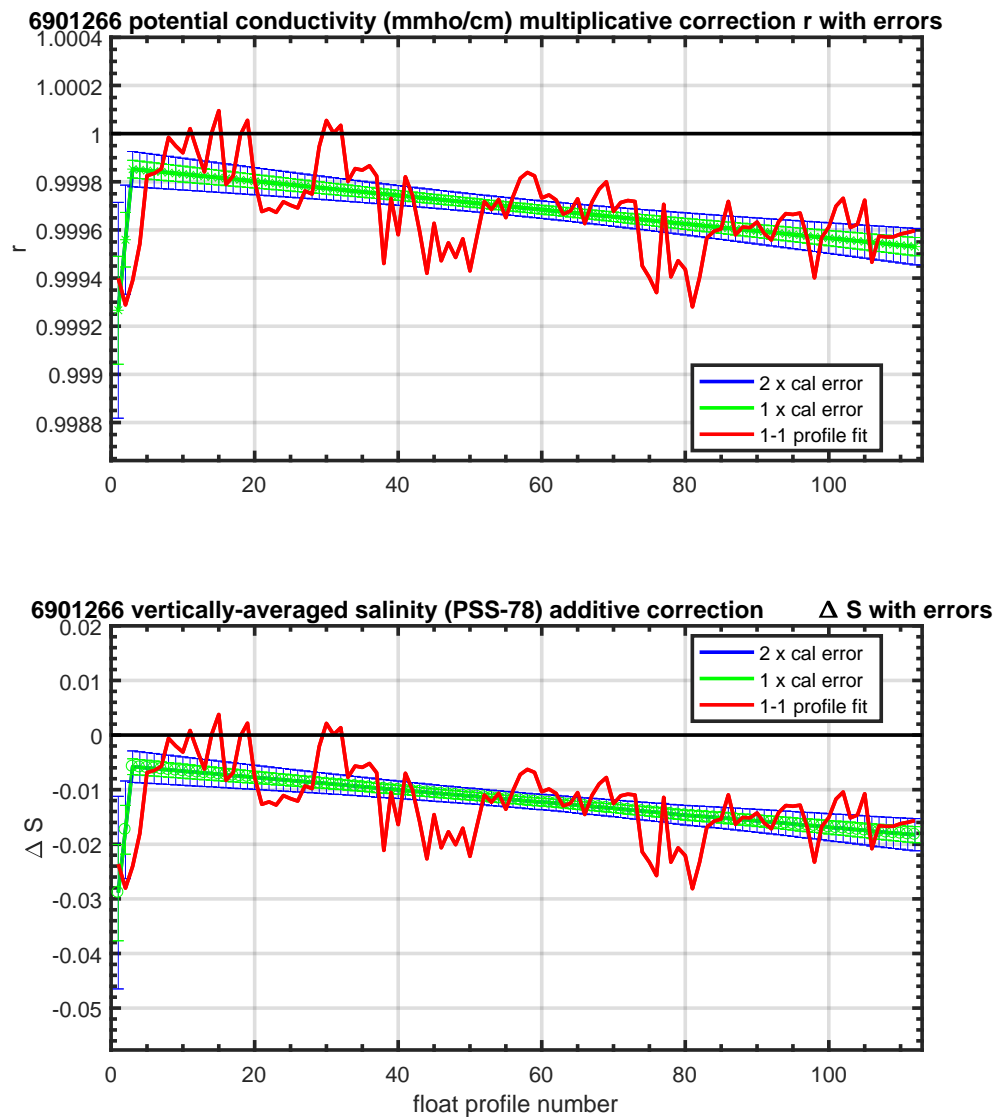 6901266 potential conductivity (mmho/cm) multiplicative correction r with errors
1.0004
1.0002
1
0.9998
0.9996
0.9994
0.9992
0.999
0.9988
r
2 x cal error
1 x cal error
1-1 profile fit
0 20 40 60 80 100
6901266 vertically-averaged salinity (PSS-78) additive correction Δ S with errors
0.02
0.01
0
-0.01
-0.02
-0.03
-0.04
-0.05
Δ S
2 x cal error
1 x cal error
1-1 profile fit
0 20 40 60 80 100
float profile number